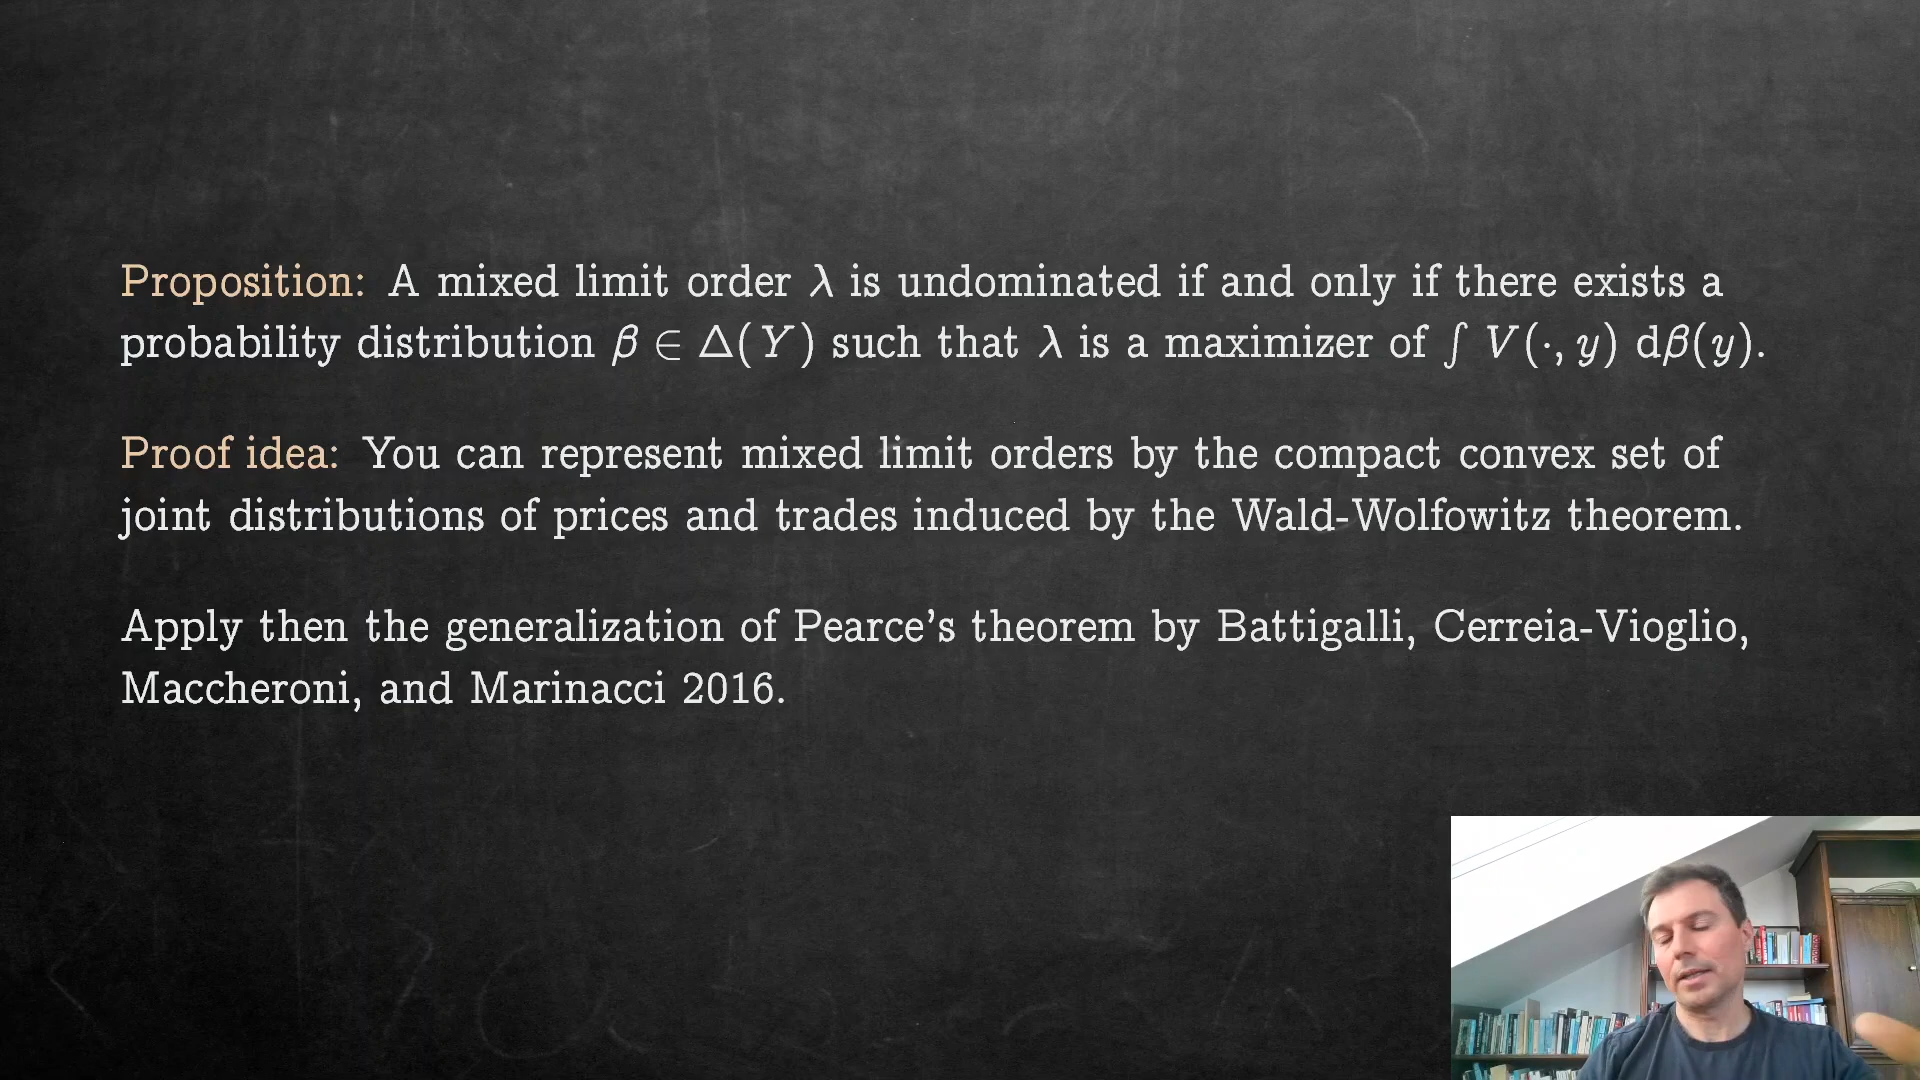 Proposition: A mixed limit order λ is undominated if and only if there exists a
probability distribution β ∈ Δ(Y) such that λ is a maximizer of ∫ V(·, y) dβ(y).
Proof idea: You can represent mixed limit orders by the compact convex set of
joint distributions of prices and trades induced by the Wald-Wolfowitz theorem.
Apply then the generalization of Pearce's theorem by Battigalli, Cerreia-Vioglio,
Maccheroni, and Marinacci 2016.